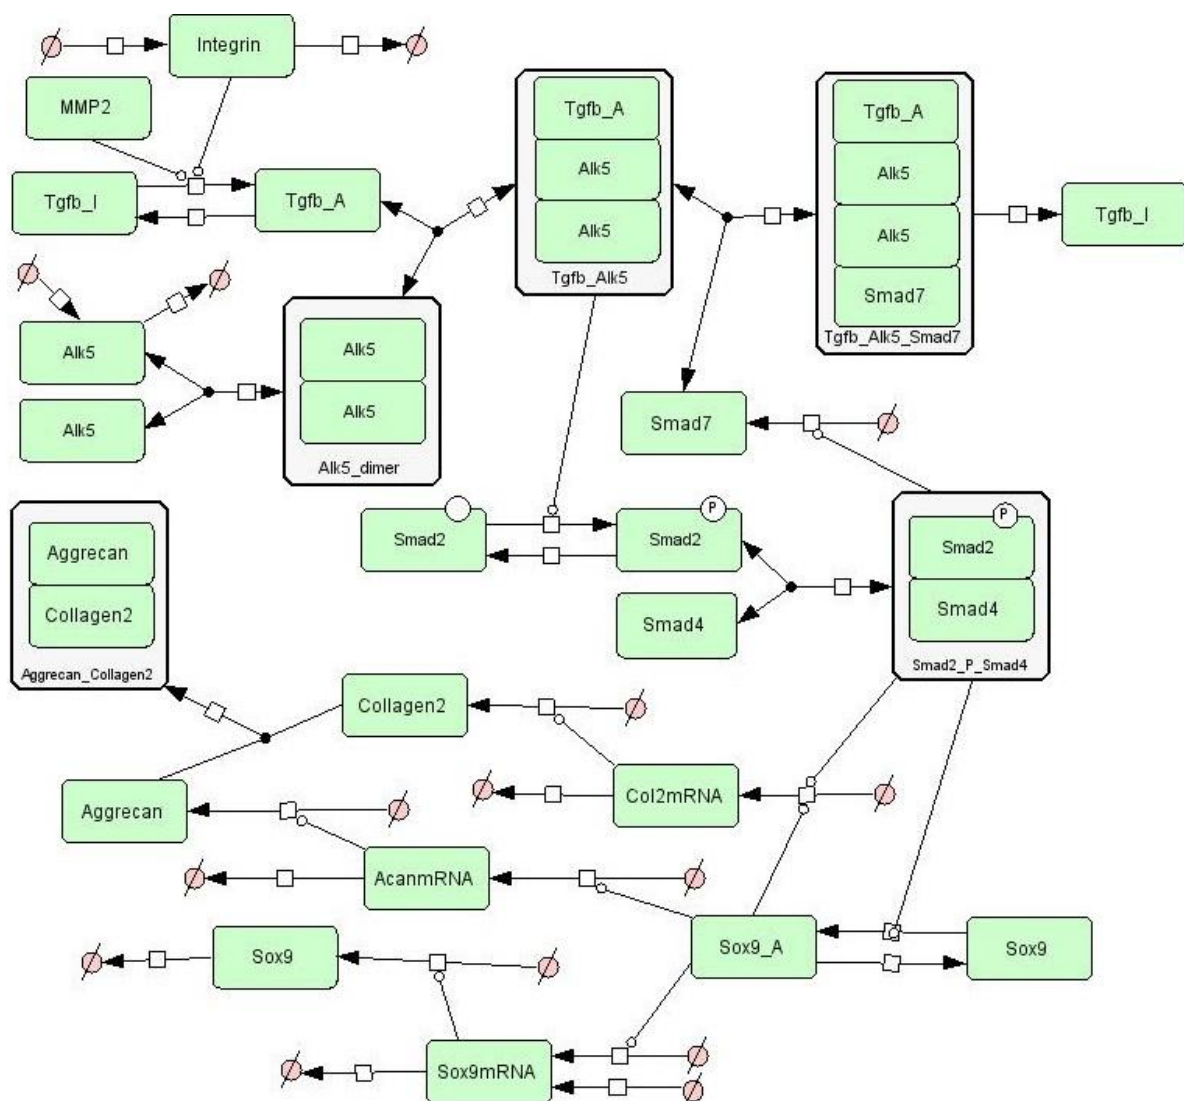 Integrin
MMP2
Tgfb_I
Tgfb_A
Tgfb_A
Alk5
Alk5
Tgfb_Alk5
Tgfb_A
Alk5
Alk5
Smad7
Tgfb_Alk5_Smad7
Tgfb_I
Alk5
Alk5
Alk5
Alk5
Alk5_dimer
Smad7
Smad2
P
Smad2
Smad4
P
Smad2
Smad4
Smad2_P_Smad4
Aggrecan
Collagen2
Aggrecan_Collagen2
Collagen2
Col2mRNA
Aggrecan
AcanmRNA
Sox9_A
Sox9
Sox9
Sox9mRNA